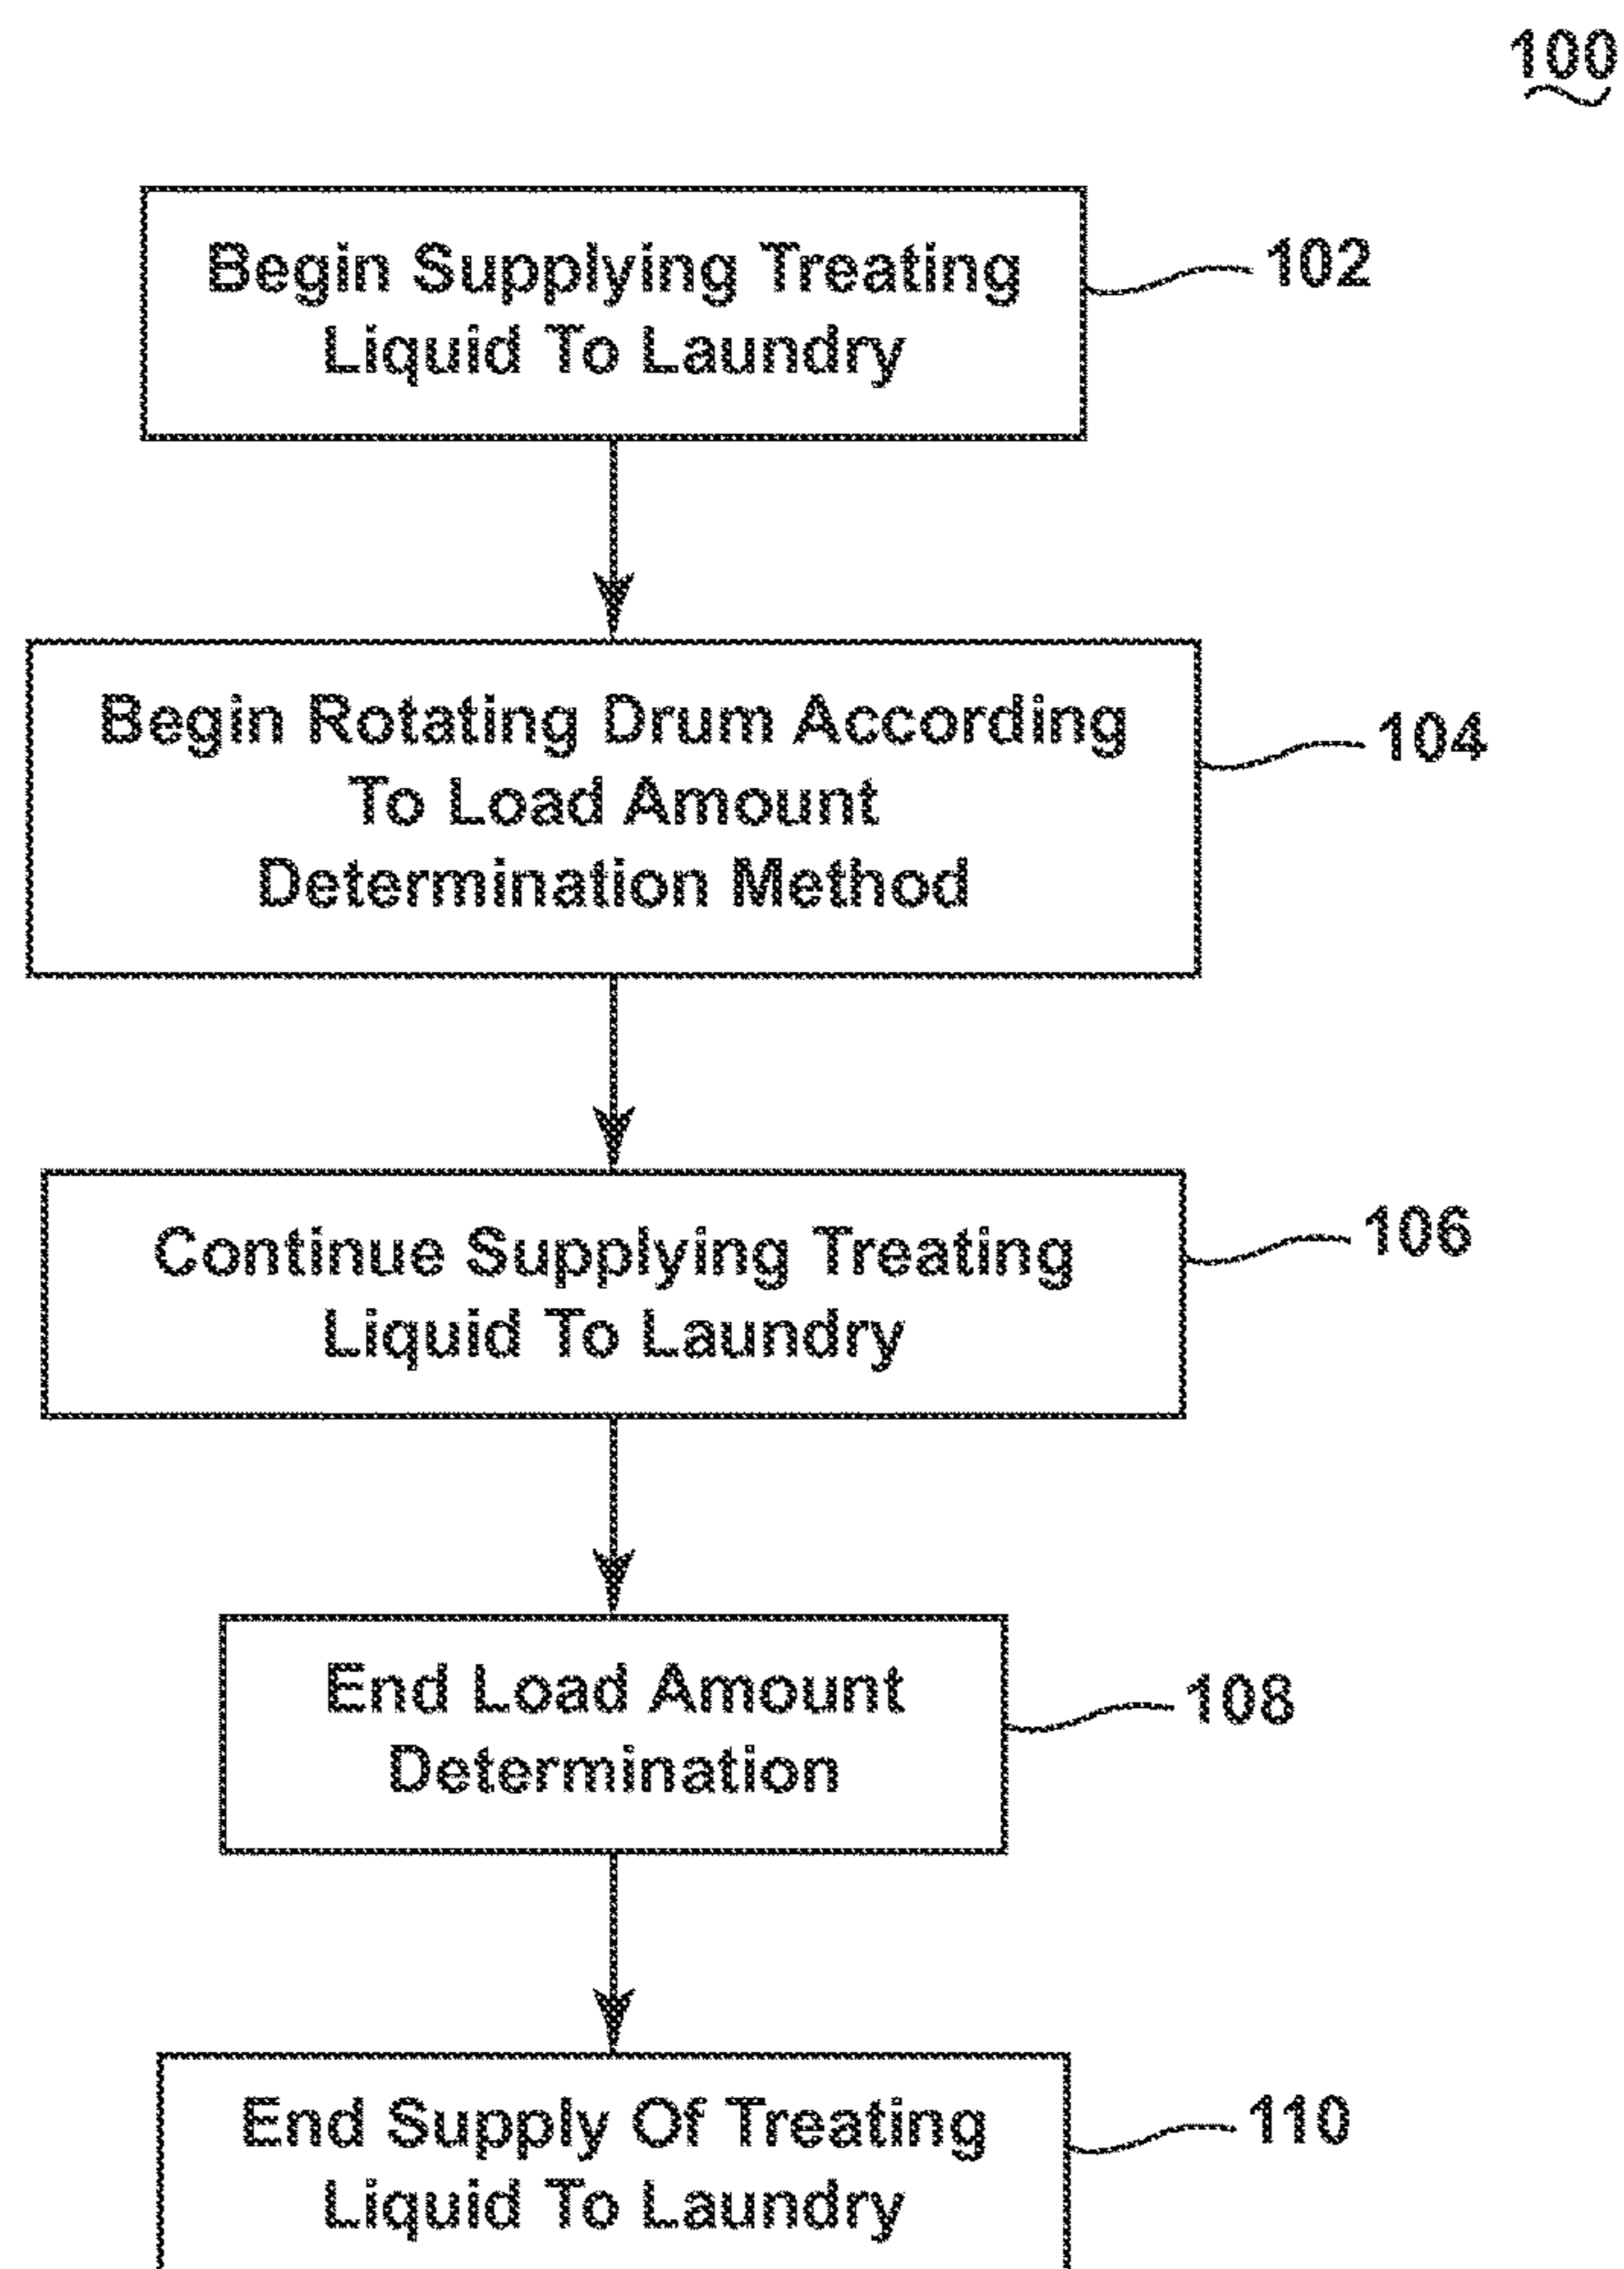 100
Begin Supplying Treating
Liquid To Laundry
102
Begin Rotating Drum According
To Load Amount
Determination Method
104
Continue Supplying Treating
Liquid To Laundry
106
End Load Amount
Determination
108
End Supply Of Treating
Liquid To Laundry
110